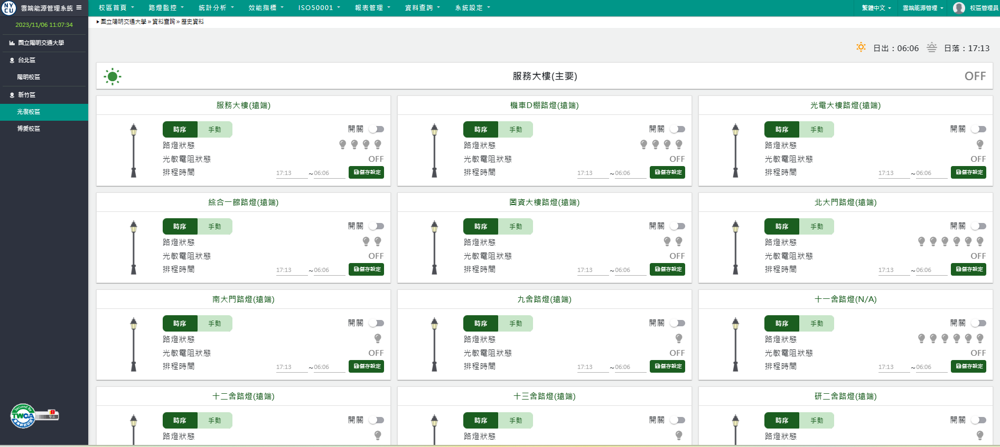 NYCU 雲端能源管理系統
校區首頁 路燈監控 統計分析 效能指標 ISO50001 報表管理 資料查詢 系統設定 繁體中文 雲端能源管理 校區管理員
2023/11/06 11:07:34
國立陽明交通大學 » 資料查詢 » 歷史資料
國立陽明交通大學
台北區
陽明校區
新竹區
光復校區
博愛校區
Secured by
TWCA
警示
日出：06:06 日落：17:13
服務大樓(主要) OFF
服務大樓(遠端)
時序 手動 開關
路燈狀態
光敏電阻狀態 OFF
排程時間 17:13 ~ 06:06 儲存設定
機車D棚路燈(遠端)
時序 手動 開關
路燈狀態
光敏電阻狀態 OFF
排程時間 17:13 ~ 06:06 儲存設定
光電大樓路燈(遠端)
時序 手動 開關
路燈狀態
光敏電阻狀態 OFF
排程時間 17:13 ~ 06:06 儲存設定
綜合一館路燈(遠端)
時序 手動 開關
路燈狀態
光敏電阻狀態 OFF
排程時間 17:13 ~ 06:06 儲存設定
圖資大樓路燈(遠端)
時序 手動 開關
路燈狀態
光敏電阻狀態 OFF
排程時間 17:13 ~ 06:06 儲存設定
北大門路燈(遠端)
時序 手動 開關
路燈狀態
光敏電阻狀態 OFF
排程時間 17:13 ~ 06:06 儲存設定
南大門路燈(遠端)
時序 手動 開關
路燈狀態
光敏電阻狀態 OFF
排程時間 17:13 ~ 06:06 儲存設定
九舍路燈(遠端)
時序 手動 開關
路燈狀態
光敏電阻狀態 OFF
排程時間 17:13 ~ 06:06 儲存設定
十一舍路燈(N/A)
時序 手動 開關
路燈狀態
光敏電阻狀態 OFF
排程時間 17:13 ~ 06:06 儲存設定
十二舍路燈(遠端)
時序 手動 開關
路燈狀態
十三舍路燈(遠端)
時序 手動 開關
路燈狀態
研二舍路燈(遠端)
時序 手動 開關
路燈狀態